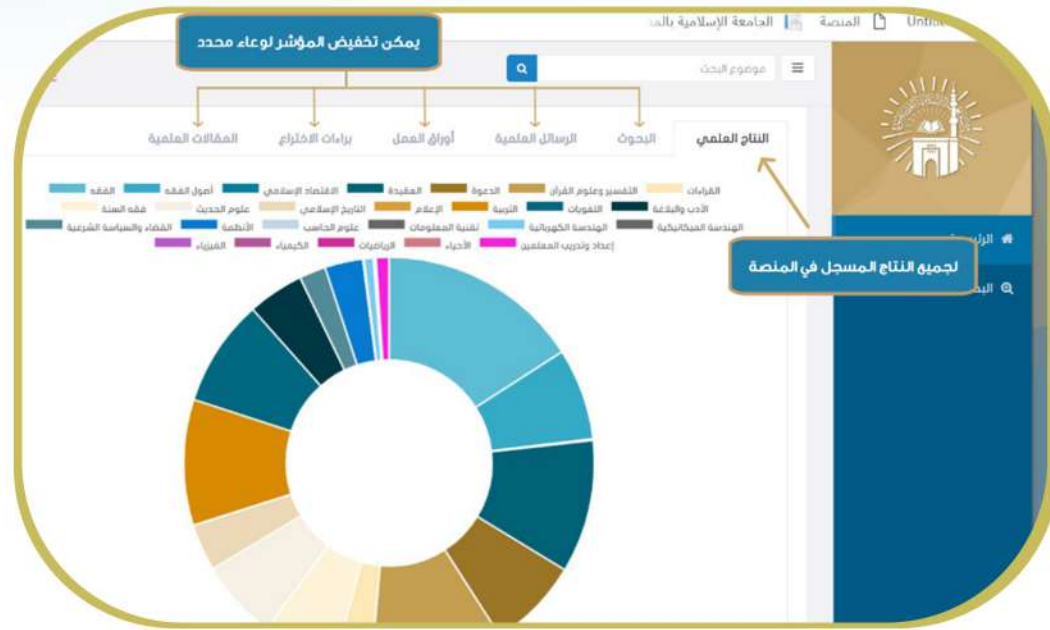 Untitl المنصة الجامعة الإسلامية بالمد
يمكن تخفيض المؤشر لوعاء محدد
موضوع البحث
النتاج العلمي البحوث الرسائل العلمية أوراق العمل براءات الاختراع المقالات العلمية
القراءات التفسير وعلوم القرآن الدعوة العقيدة الاقتصاد الإسلامي أصول الفقه الفقه
الأدب والبلاغة اللغويات التربية الإعلام التاريخ الإسلامي علوم الحديث فقه السنة
الهندسة الميكانيكية الهندسة الكهربائية تقنية المعلومات علوم الحاسب الأنظمة القضاء والسياسة الشرعية
إعداد وتدريب المعلمين الأحياء الرياضيات الكيمياء الفيزياء
لجميع النتاج المسجل في المنصة